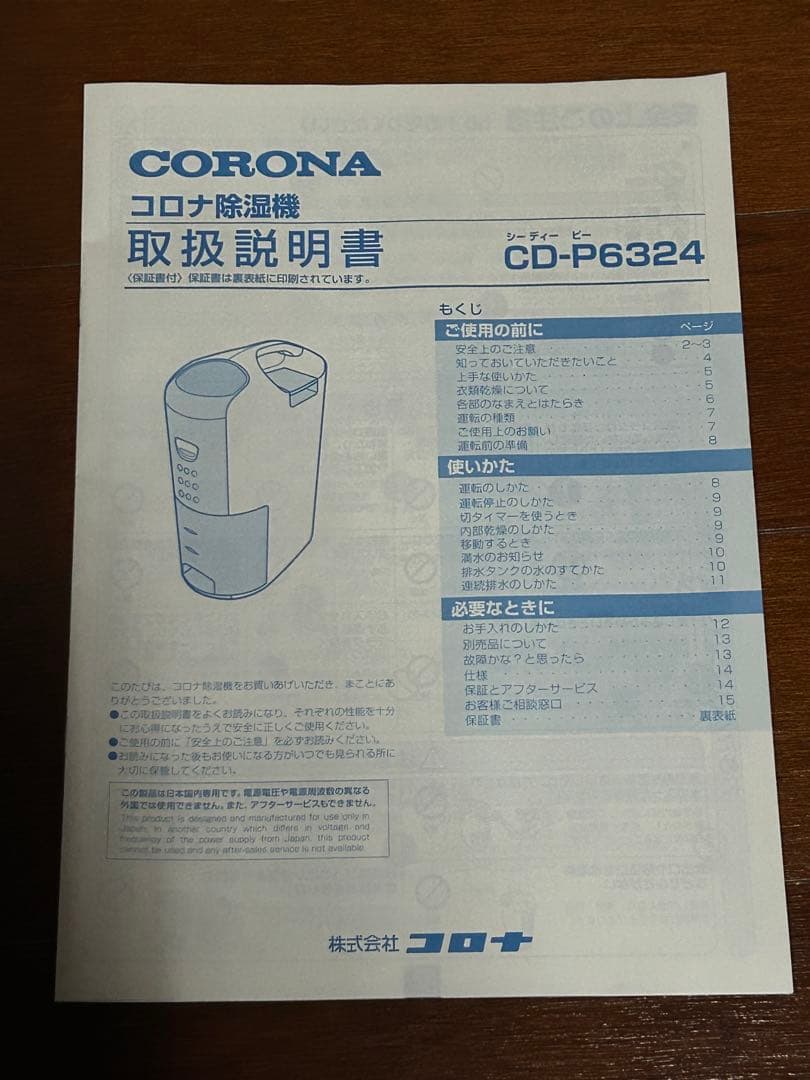 CORONA
コロナ除湿機
取扱説明書
〈保証書付〉保証書は裏表紙に印刷されています。
シーディー ピー
CD-P6324
もくじ
ご使用の前に ページ
安全上のご注意 2〜3
知っておいていただきたいこと 4
上手な使いかた 5
衣類乾燥について 5
各部のなまえとはたらき 6
運転の種類 7
ご使用上のお願い 7
運転前の準備 8
使いかた
運転のしかた 8
運転停止のしかた 9
切タイマーを使うとき 9
内部乾燥のしかた 9
移動するとき 9
満水のお知らせ 10
排水タンクの水のすてかた 10
連続排水のしかた 11
必要なときに
お手入れのしかた 12
別売品について 13
故障かな？と思ったら 13
仕様 14
保証とアフターサービス 14
お客様ご相談窓口 15
保証書 裏表紙
このたびは、コロナ除湿機をお買いあげいただき、まことにあ
りがとうございました。
●この取扱説明書をよくお読みになり、それぞれの性能を十分
にお心得になったうえで安全に正しくご使用ください。
●ご使用の前に「安全上のご注意」を必ずお読みください。
●お読みになった後もお使いになる方がいつでも見られる所に
大切に保管してください。
この製品は日本国内専用です。電源電圧や電源周波数の異なる
外国では使用できません。また、アフターサービスもできません。
This product is designed and manufactured for use only in
Japan. In another country which differs in voltage and
frequency of the power supply from Japan, this product
cannot be used and any after-sales service is not available.
株式会社 コロナ